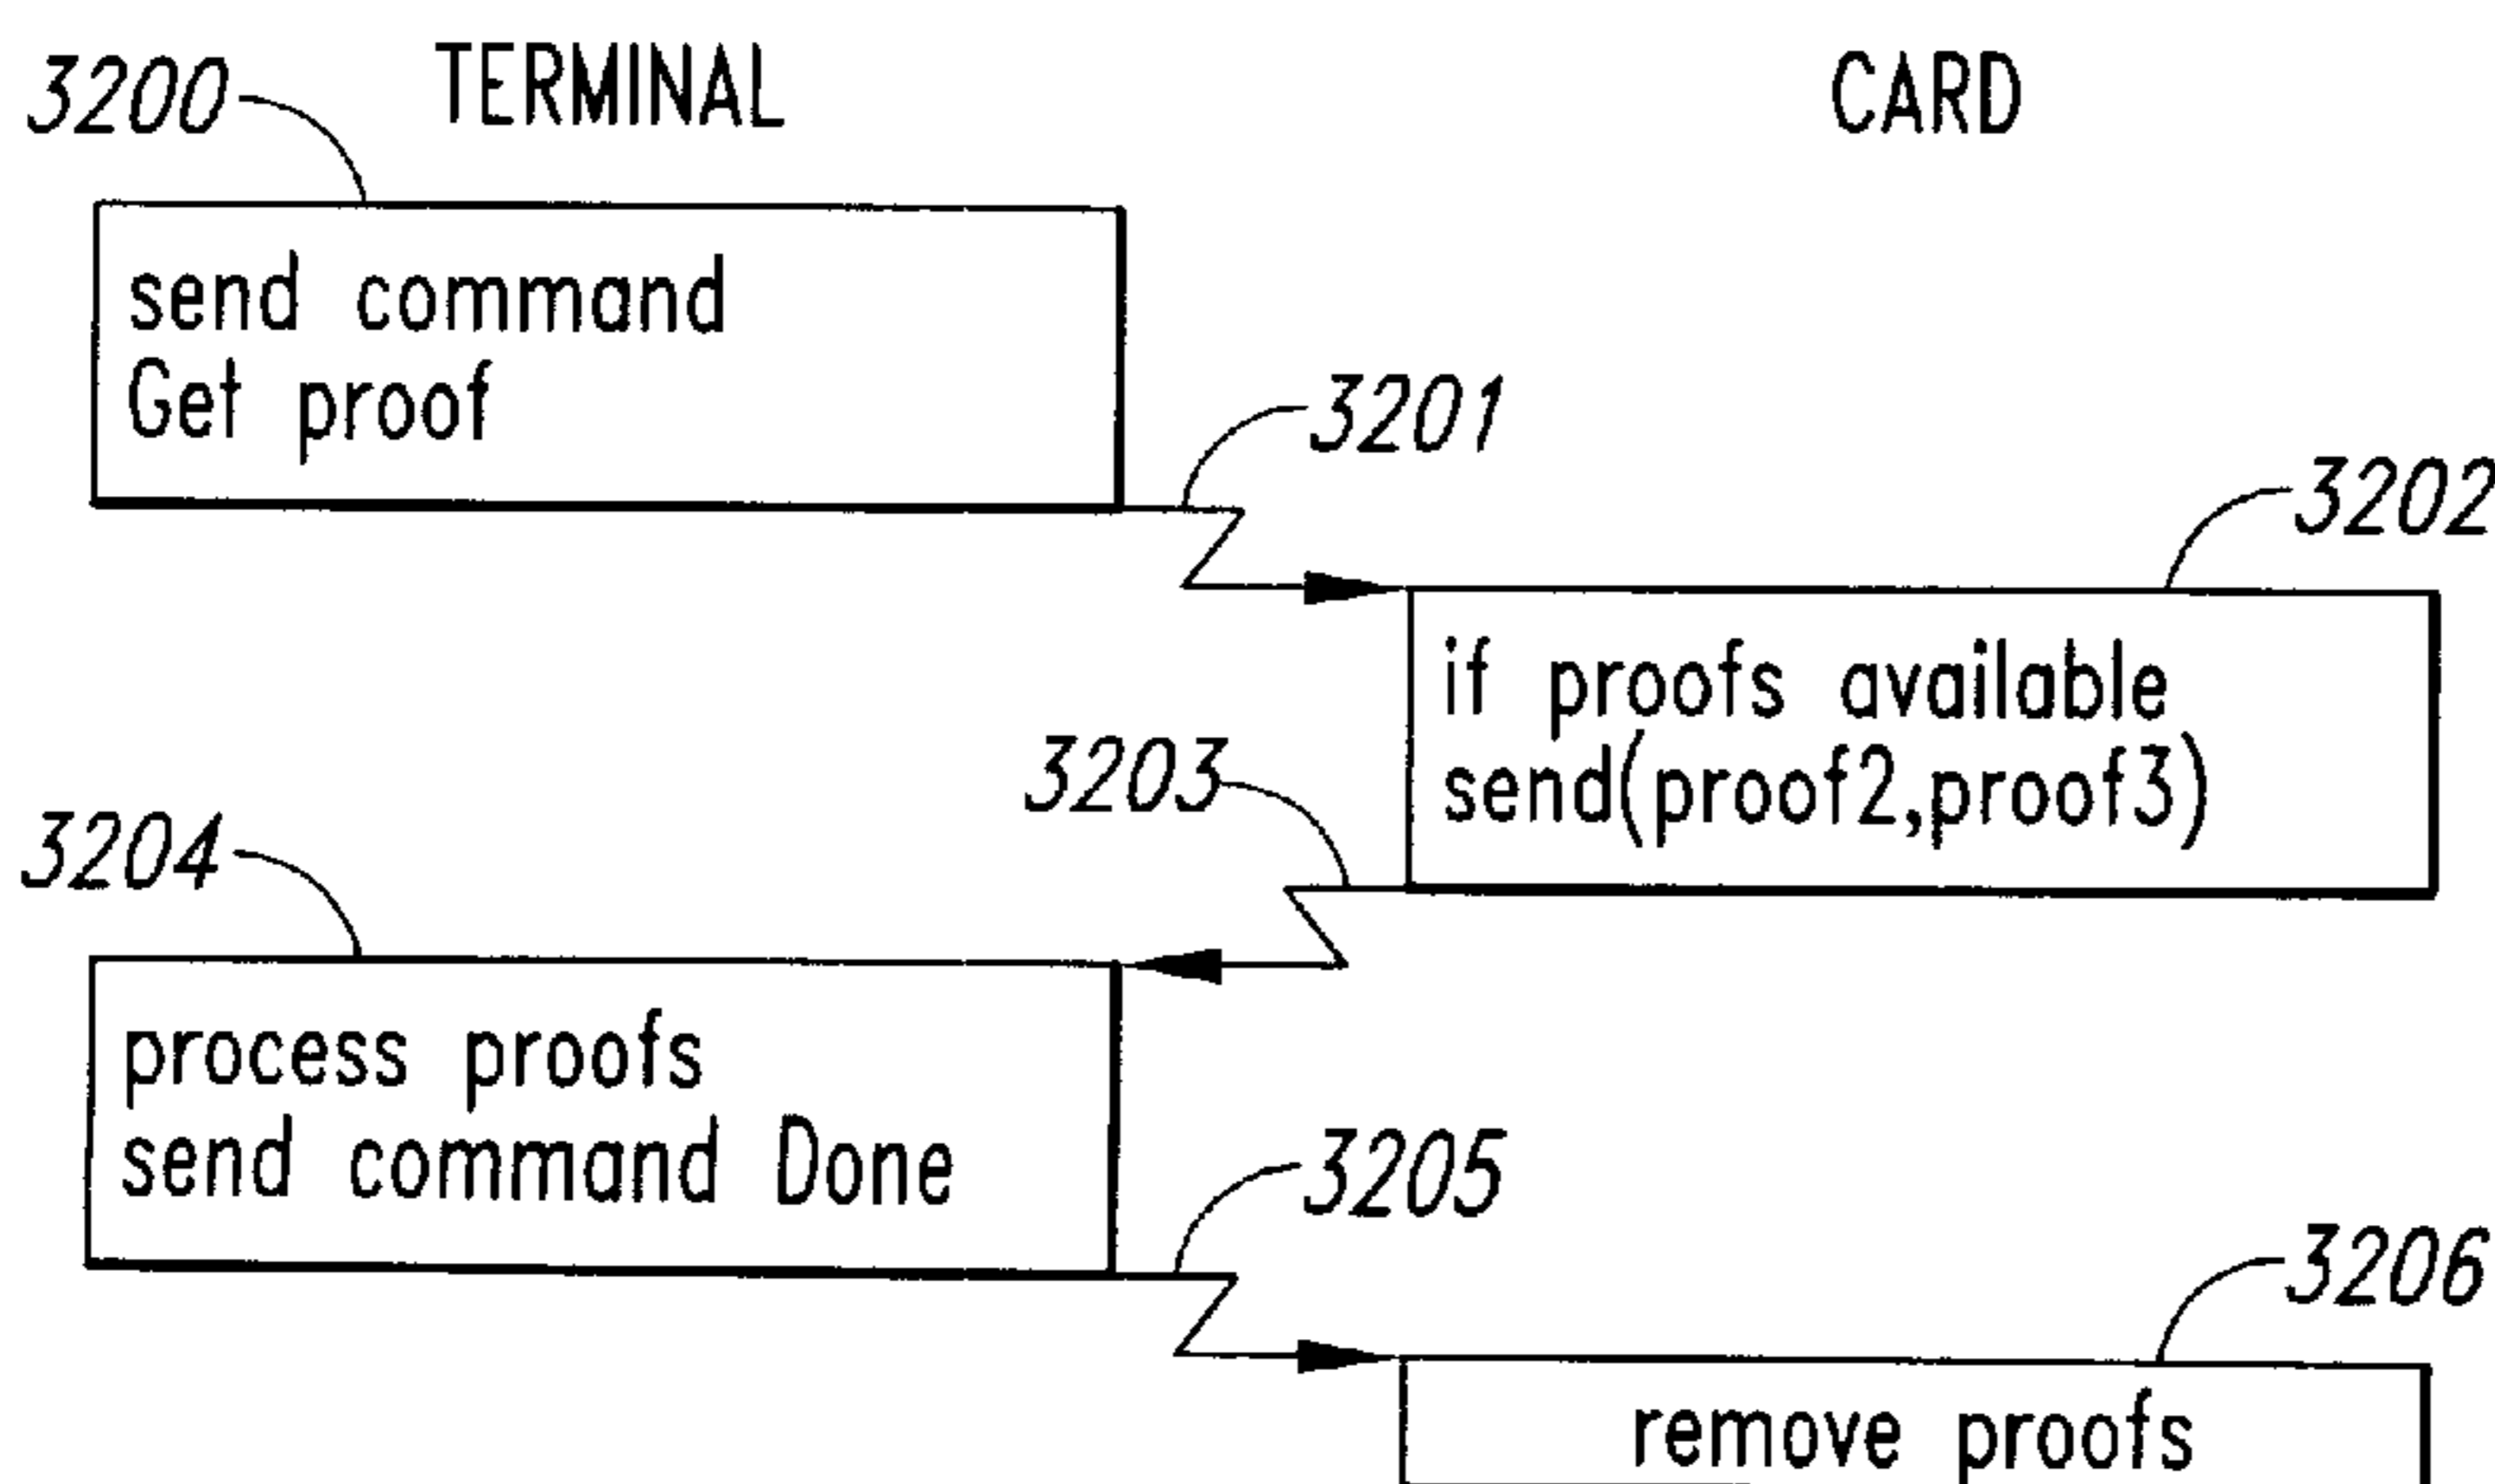 TERMINAL CARD
3200
send command
Get proof
3201
3202
if proofs available
send(proof2,proof3)
3203
3204
process proofs
send command Done
3205
3206
remove proofs